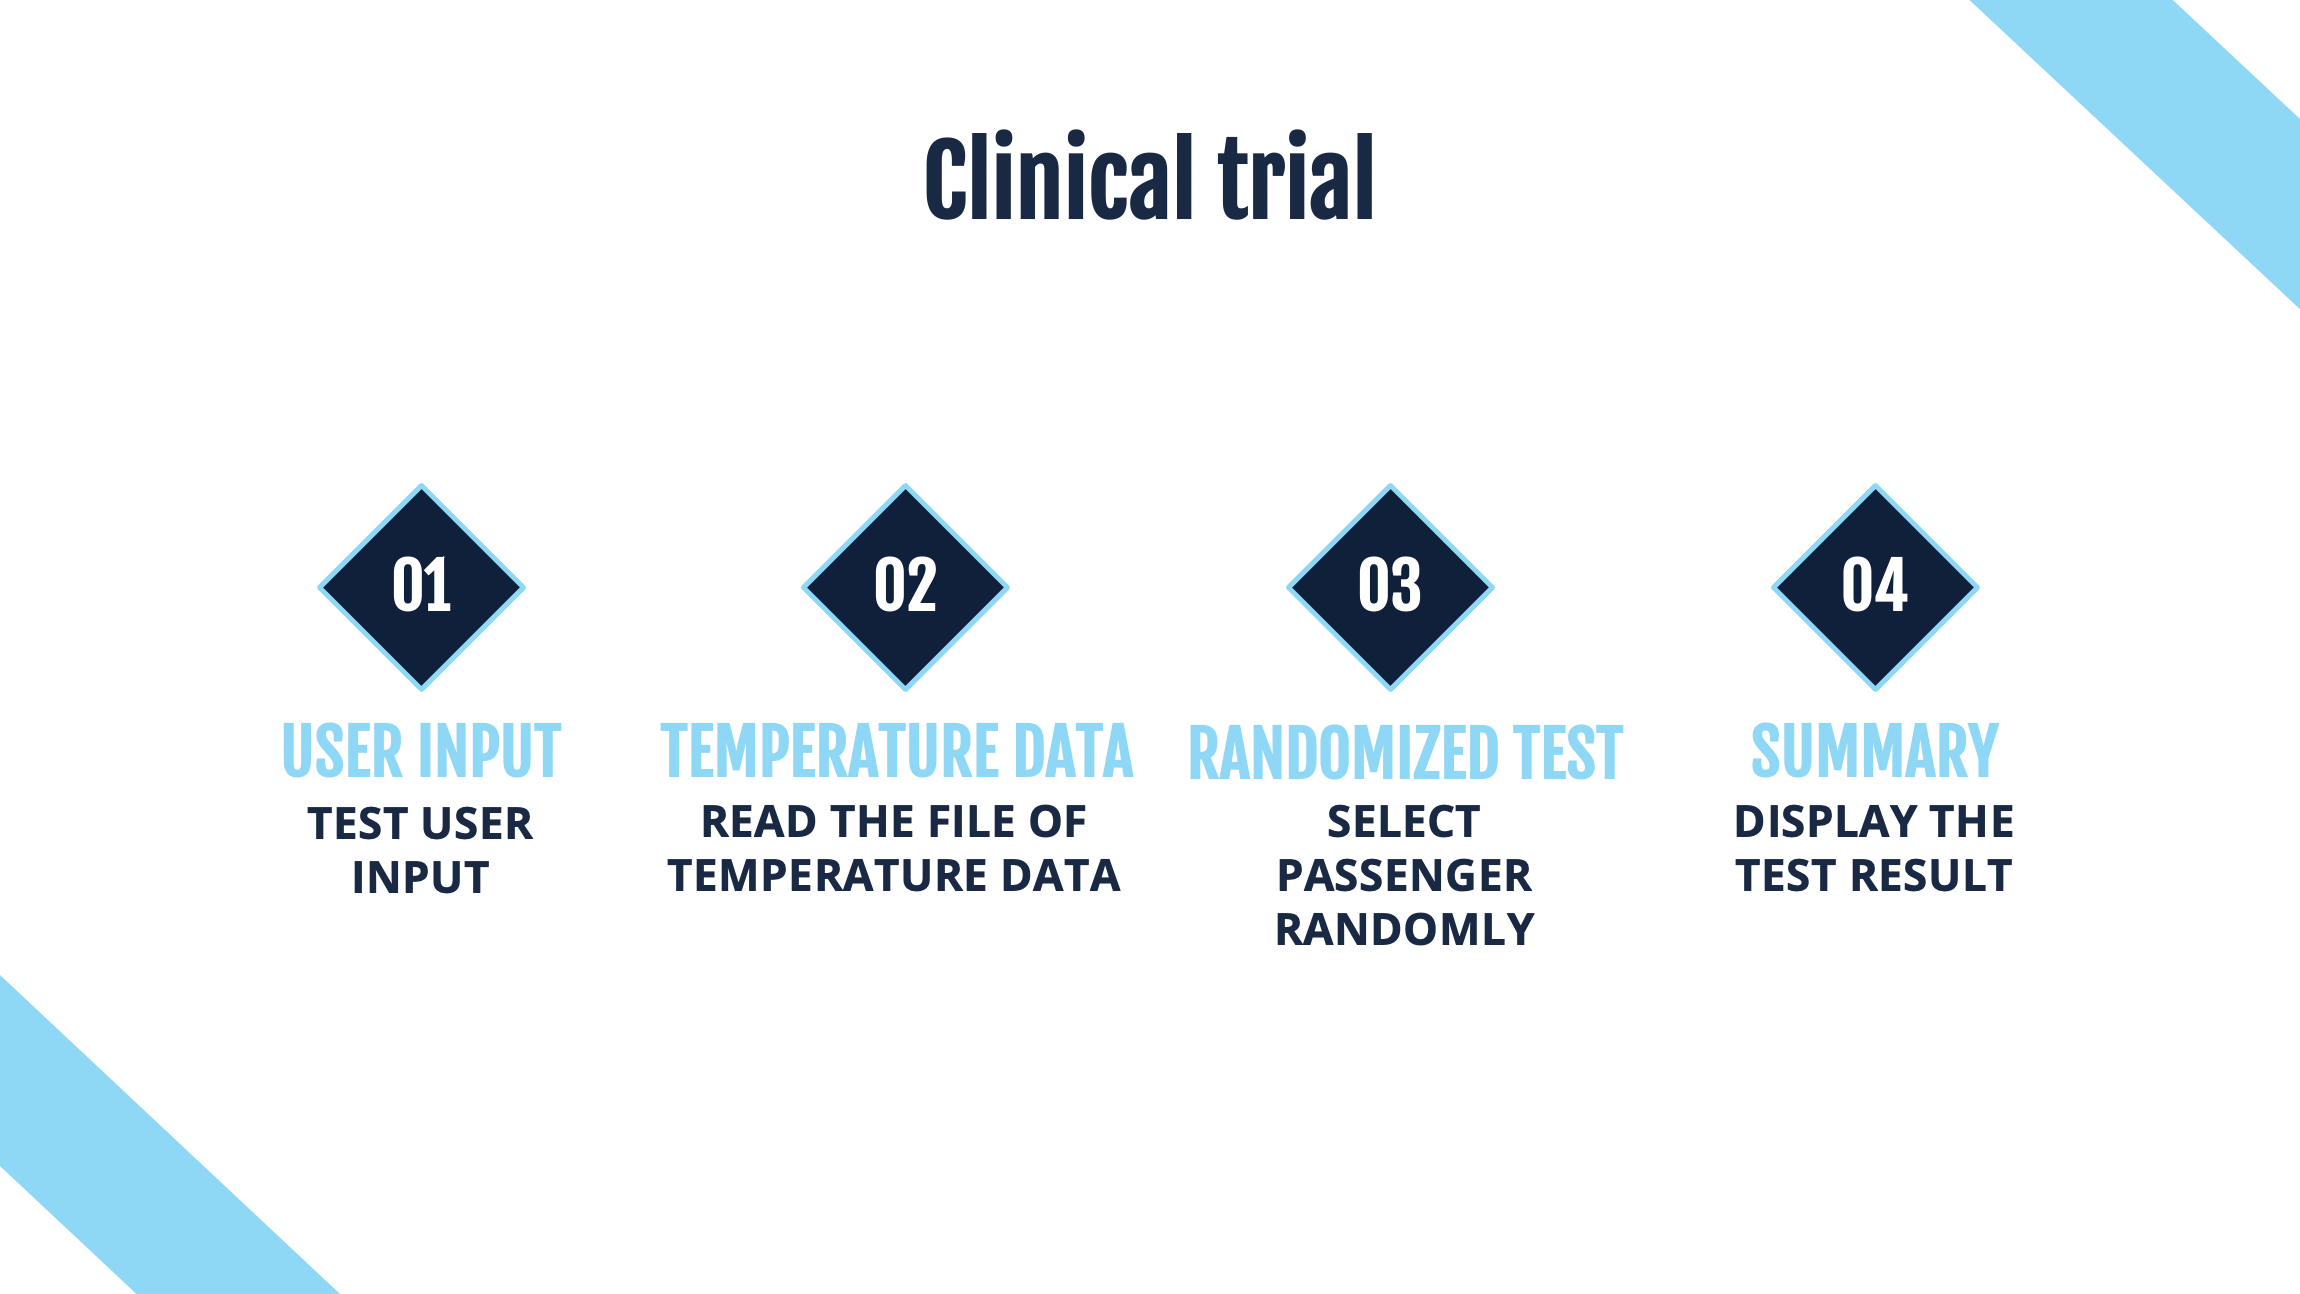 Clinical trial
01
02
03
04
USER INPUT
TEST USER
INPUT
TEMPERATURE DATA
READ THE FILE OF
TEMPERATURE DATA
RANDOMIZED TEST
SELECT
PASSENGER
RANDOMLY
SUMMARY
DISPLAY THE
TEST RESULT